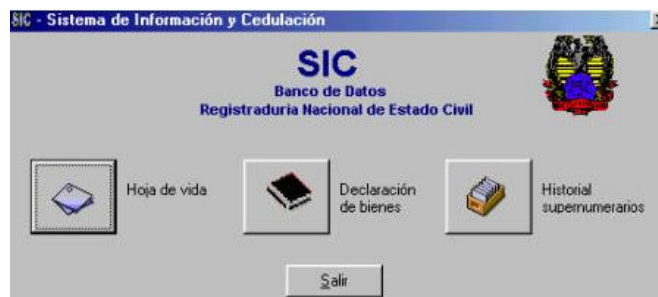 SIC - Sistema de Información y Cedulación
SIC
Banco de Datos
Registraduria Nacional de Estado Civil
Hoja de vida
Declaración
de bienes
Historial
supernumerarios
Salir